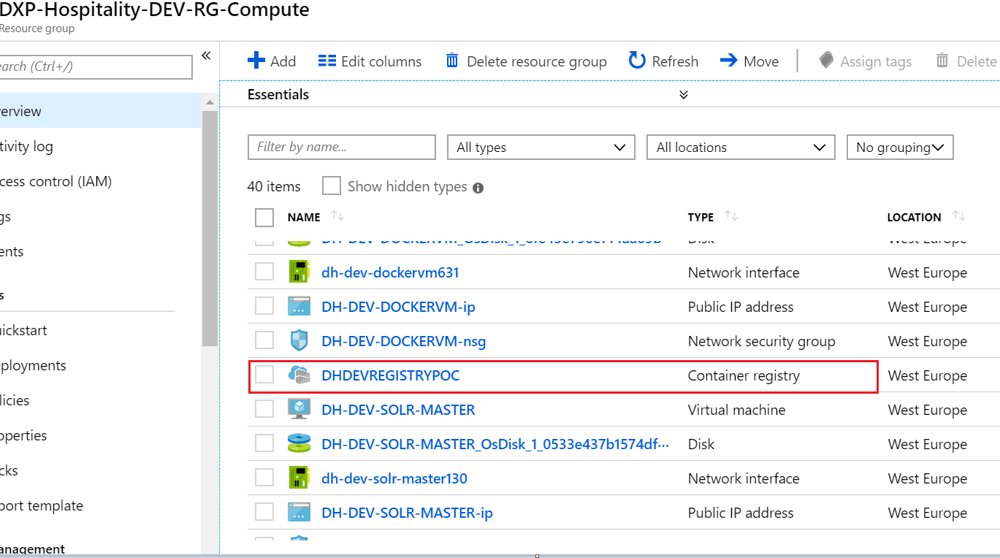 DXP-Hospitality-DEV-RG-Compute
Resource group
earch (Ctrl+/)
«
Add
Edit columns
Delete resource group
Refresh
Move
Assign tags
Delete
Essentials
erview
tivity log
cess control (IAM)
gs
ents
s
uickstart
eployments
licies
operties
cks
port template
anagement
Filter by name...
All types
All locations
No grouping
40 items
Show hidden types
NAME TYPE LOCATION
Disk West Europe
dh-dev-dockervm631 Network interface West Europe
DH-DEV-DOCKERVM-ip Public IP address West Europe
DH-DEV-DOCKERVM-nsg Network security group West Europe
DHDEVREGISTRYPOC Container registry West Europe
DH-DEV-SOLR-MASTER Virtual machine West Europe
DH-DEV-SOLR-MASTER_OsDisk_1_0533e437b1574df··· Disk West Europe
dh-dev-solr-master130 Network interface West Europe
DH-DEV-SOLR-MASTER-ip Public IP address West Europe